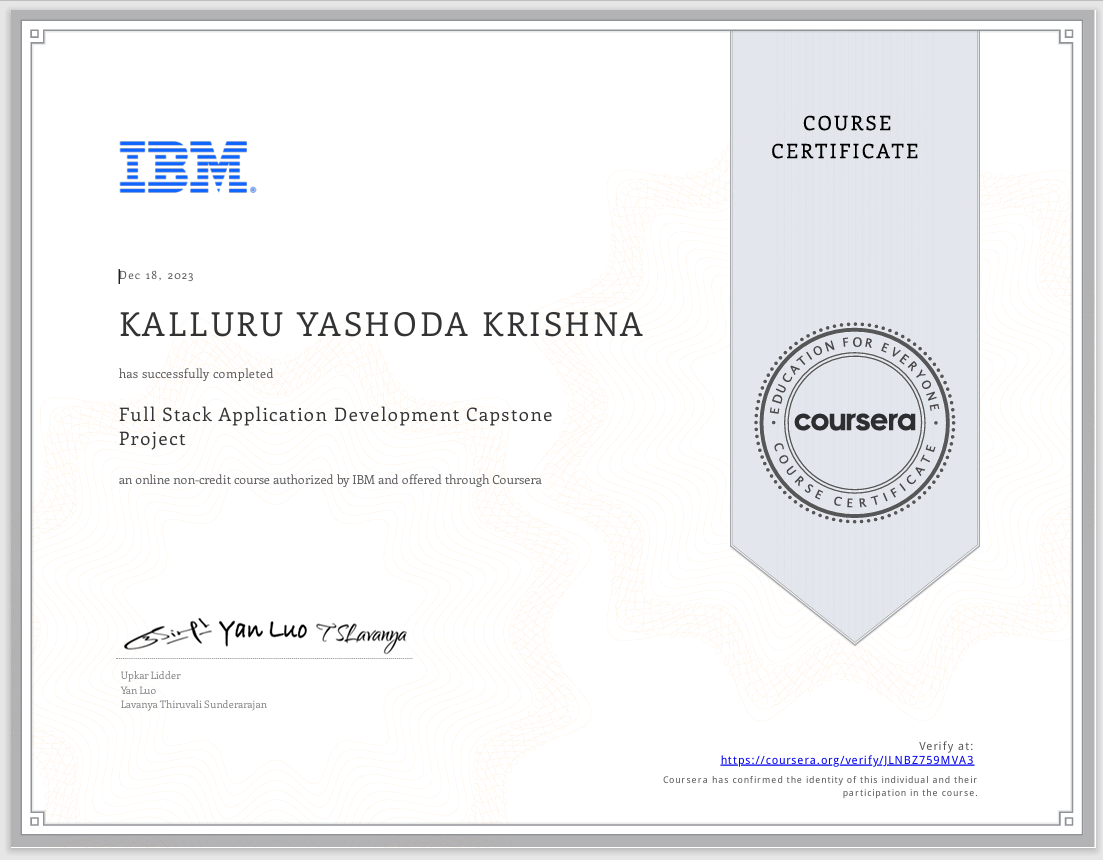 COURSE
CERTIFICATE
IBM®
Dec 18, 2023
KALLURU YASHODA KRISHNA
has successfully completed
Full Stack Application Development Capstone
Project
an online non-credit course authorized by IBM and offered through Coursera
EDUCATION FOR EVERYONE
coursera
COURSE CERTIFICATE
Yan Luo TSLavanya
Upkar Lidder
Yan Luo
Lavanya Thiruvali Sunderarajan
Verify at:
https://coursera.org/verify/JLNBZ759MVA3
Coursera has confirmed the identity of this individual and their
participation in the course.